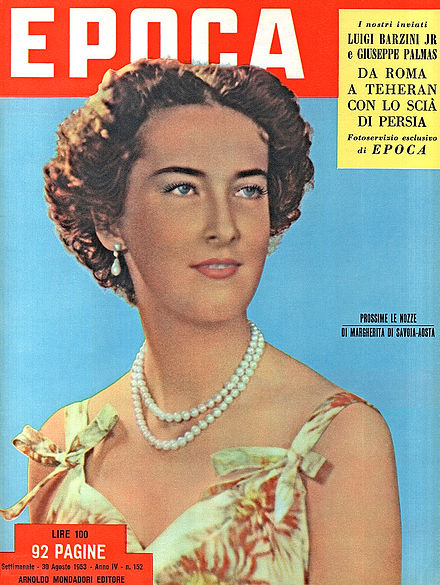 EPOCA
I nostri inviati
LUIGI BARZINI JR
e GIUSEPPE PALMAS
DA ROMA
A TEHERAN
CON LO SCIÀ
DI PERSIA
Fotoservizio esclusivo
di EPOCA
PROSSIME LE NOZZE
DI MARGHERITA DI SAVOIA-AOSTA
LIRE 100
92 PAGINE
Settimanale - 30 Agosto 1953 - Anno IV - n. 152
ARNOLDO MONDADORI EDITORE